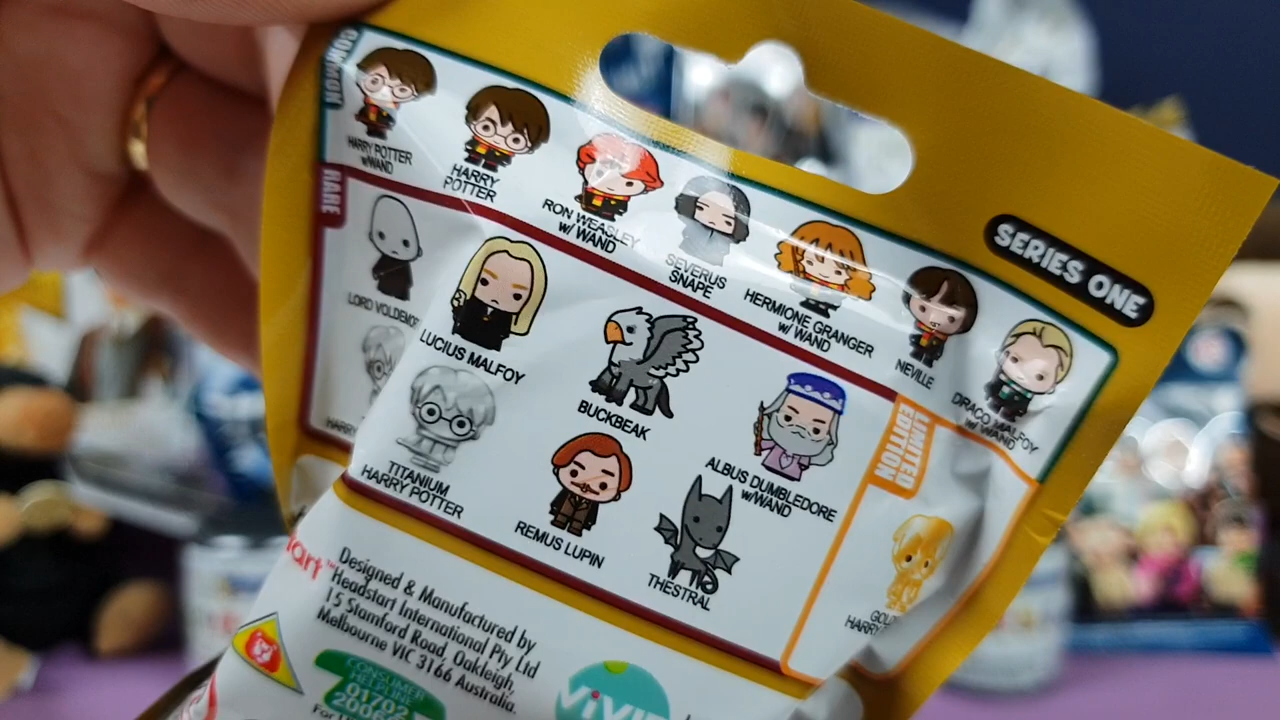 COMMON
HARRY POTTER
w/WAND
HARRY
POTTER
RON WEASLEY
w/ WAND
SEVERUS
SNAPE
HERMIONE GRANGER
w/ WAND
NEVILLE
DRACO MALFOY
w/ WAND
SERIES ONE
RARE
LORD VOLDEMO
LUCIUS MALFOY
BUCKBEAK
ALBUS DUMBLEDORE
w/WAND
TITANIUM
HARRY POTTER
REMUS LUPIN
THESTRAL
LIMITED
EDITION
Designed & Manufactured by
Headstart International Pty Ltd
15 Stamford Road, Oakleigh,
Melbourne VIC 3166 Australia.
CONSUMER
HELPLINE
01702